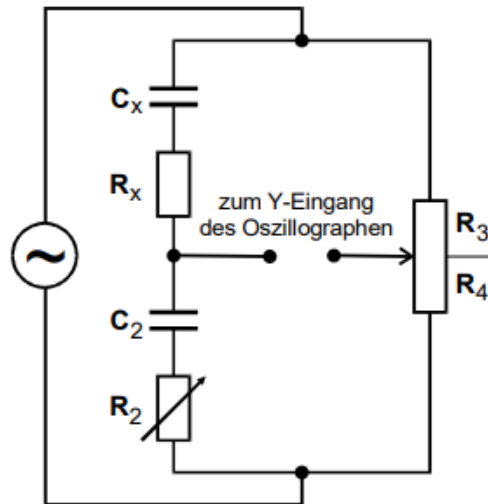 Cx
Rx
zum Y-Eingang
des Oszillographen
R3
R4
C2
R2
~